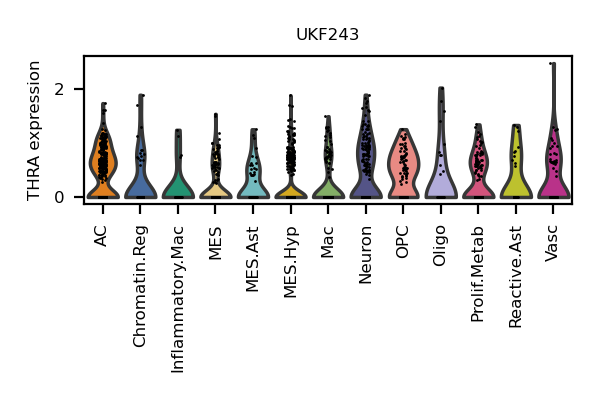 UKF243
THRA expression
2
0
AC
Chromatin.Reg
Inflammatory.Mac
MES
MES.Ast
MES.Hyp
Mac
Neuron
OPC
Oligo
Prolif.Metab
Reactive.Ast
Vasc